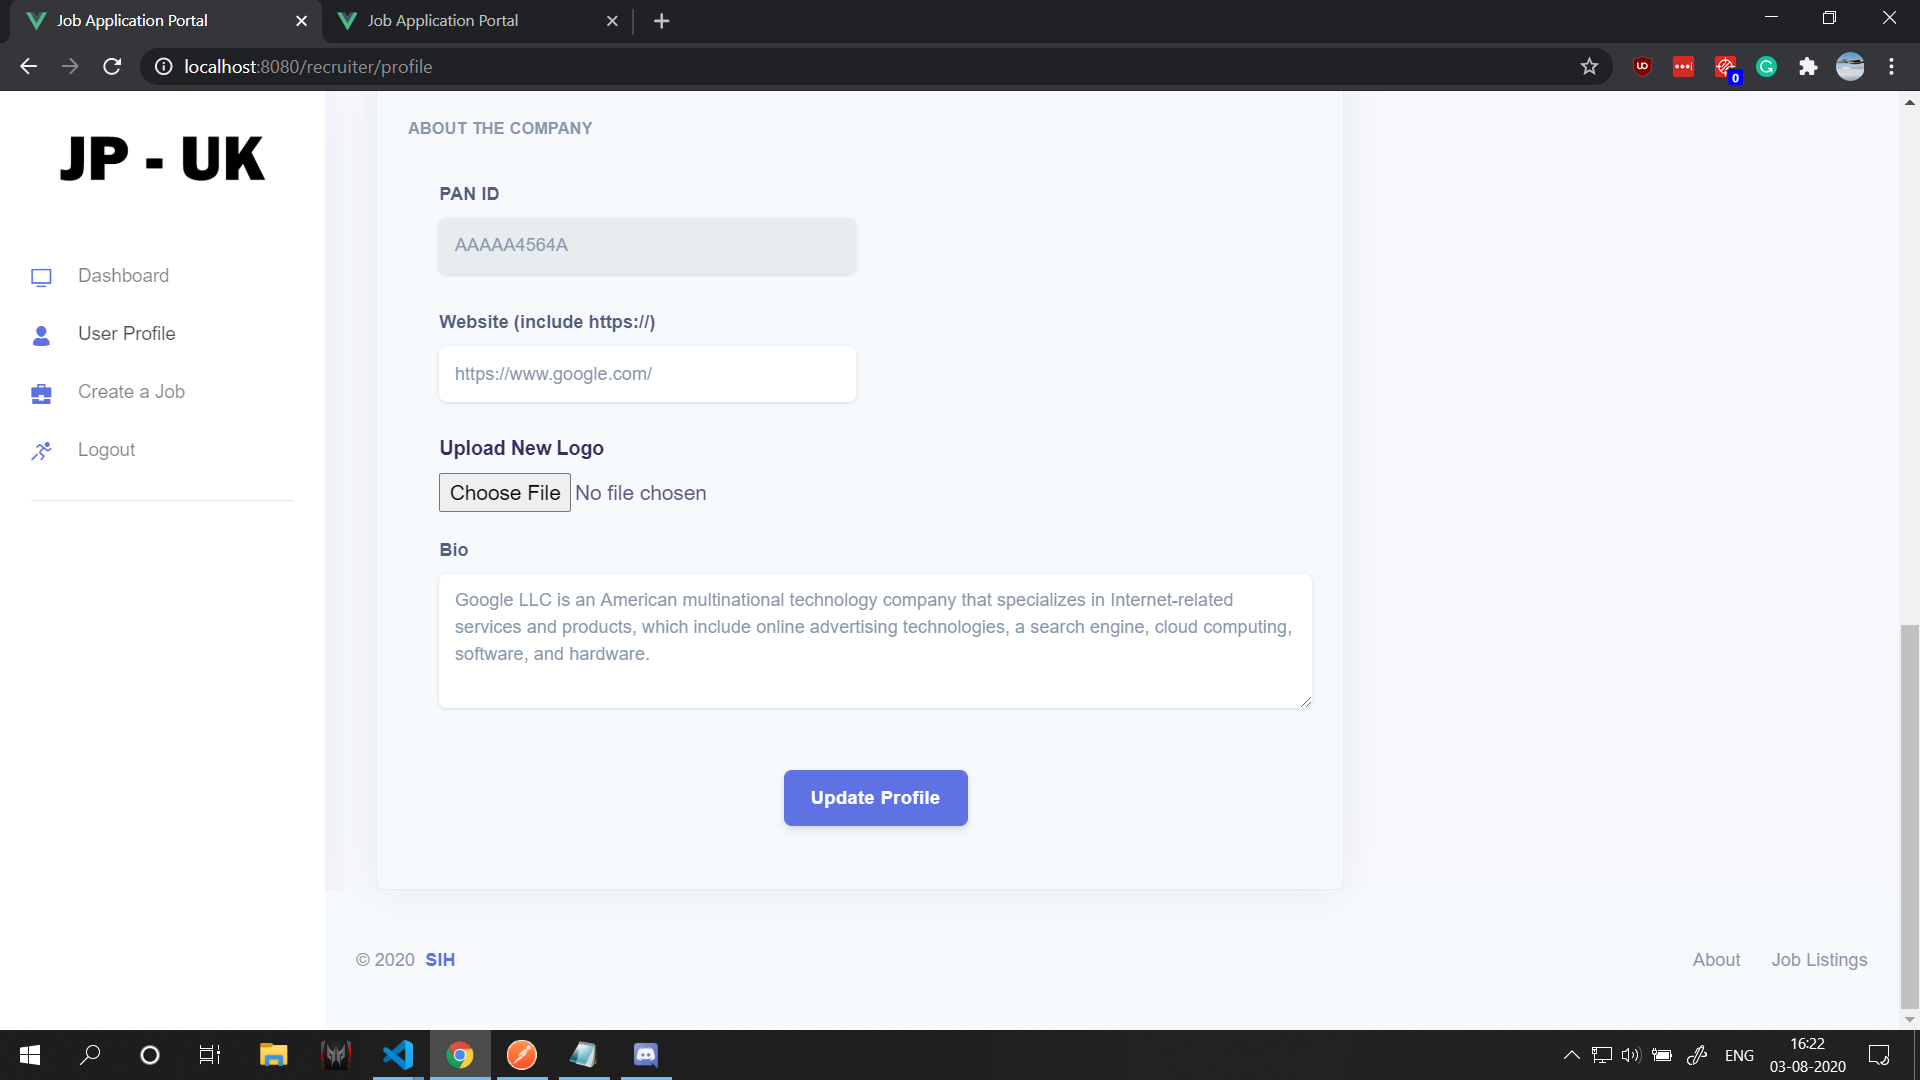 Job Application Portal
Job Application Portal
localhost:8080/recruiter/profile
0
JP - UK
Dashboard
User Profile
Create a Job
Logout
ABOUT THE COMPANY
PAN ID
AAAAA4564A
Website (include https://)
https://www.google.com/
Upload New Logo
Choose File No file chosen
Bio
Google LLC is an American multinational technology company that specializes in Internet-related
services and products, which include online advertising technologies, a search engine, cloud computing,
software, and hardware.
Update Profile
© 2020 SIH
About Job Listings
ENG
16:22
03-08-2020